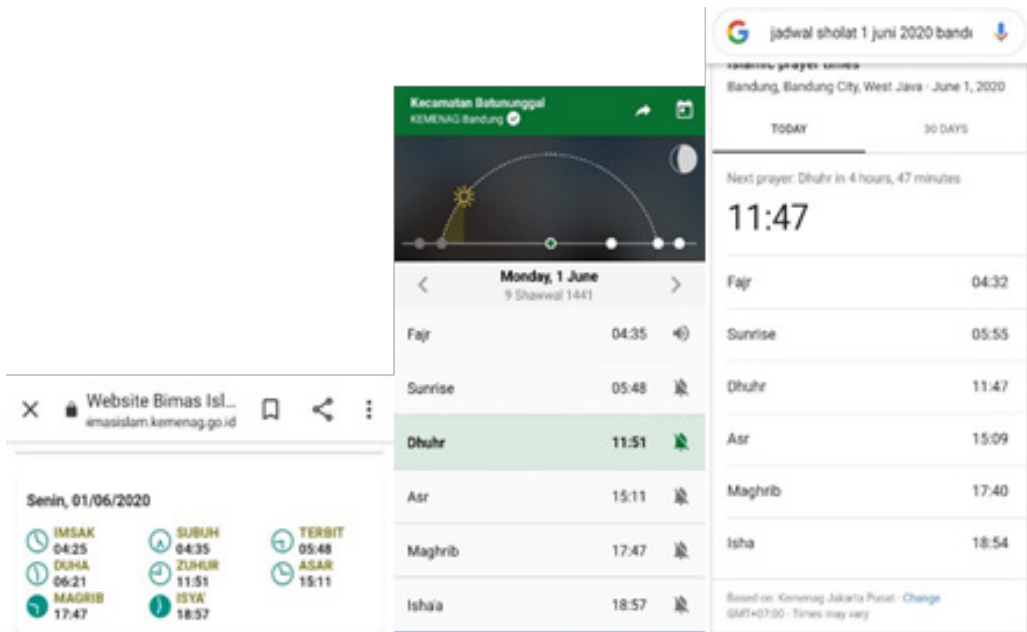 Website Bimas Isl...
emasislam.kemenag.go.id
Senin, 01/06/2020
IMSAK
04:25
SUBUH
04:35
TERBIT
05:48
DUHA
06:21
ZUHUR
11:51
ASAR
15:11
MAGRIB
17:47
ISYA'
18:57
Kecamatan Batununggal
KEMENAG Bandung
Monday, 1 June
9 Shawwal 1441
Fajr 04:35
Sunrise 05:48
Dhuhr 11:51
Asr 15:11
Maghrib 17:47
Isha'a 18:57
jadwal sholat 1 juni 2020 band
Islamic prayer times
Bandung, Bandung City, West Java · June 1, 2020
TODAY 30 DAYS
Next prayer: Dhuhr in 4 hours, 47 minutes
11:47
Fajr 04:32
Sunrise 05:55
Dhuhr 11:47
Asr 15:09
Maghrib 17:40
Isha 18:54
Based on: Kemenag Jakarta Pusat · Change
GMT+07:00 · Times may vary